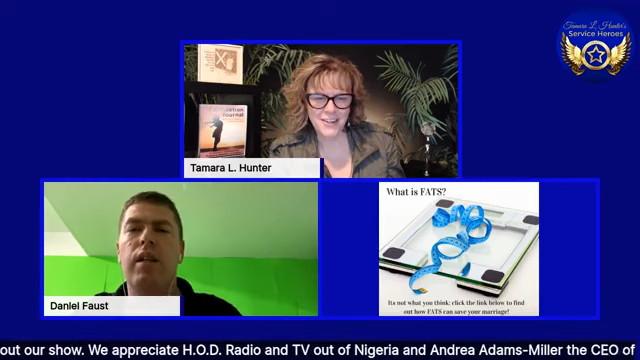 Tamara L. Hunter's
Service Heroes
Journal
Tamara L. Hunter
What is FATS?
Its not what you think; click the link below to find
out how FATS can save your marriage!
Daniel Faust
out our show. We appreciate H.O.D. Radio and TV out of Nigeria and Andrea Adams-Miller the CEO of